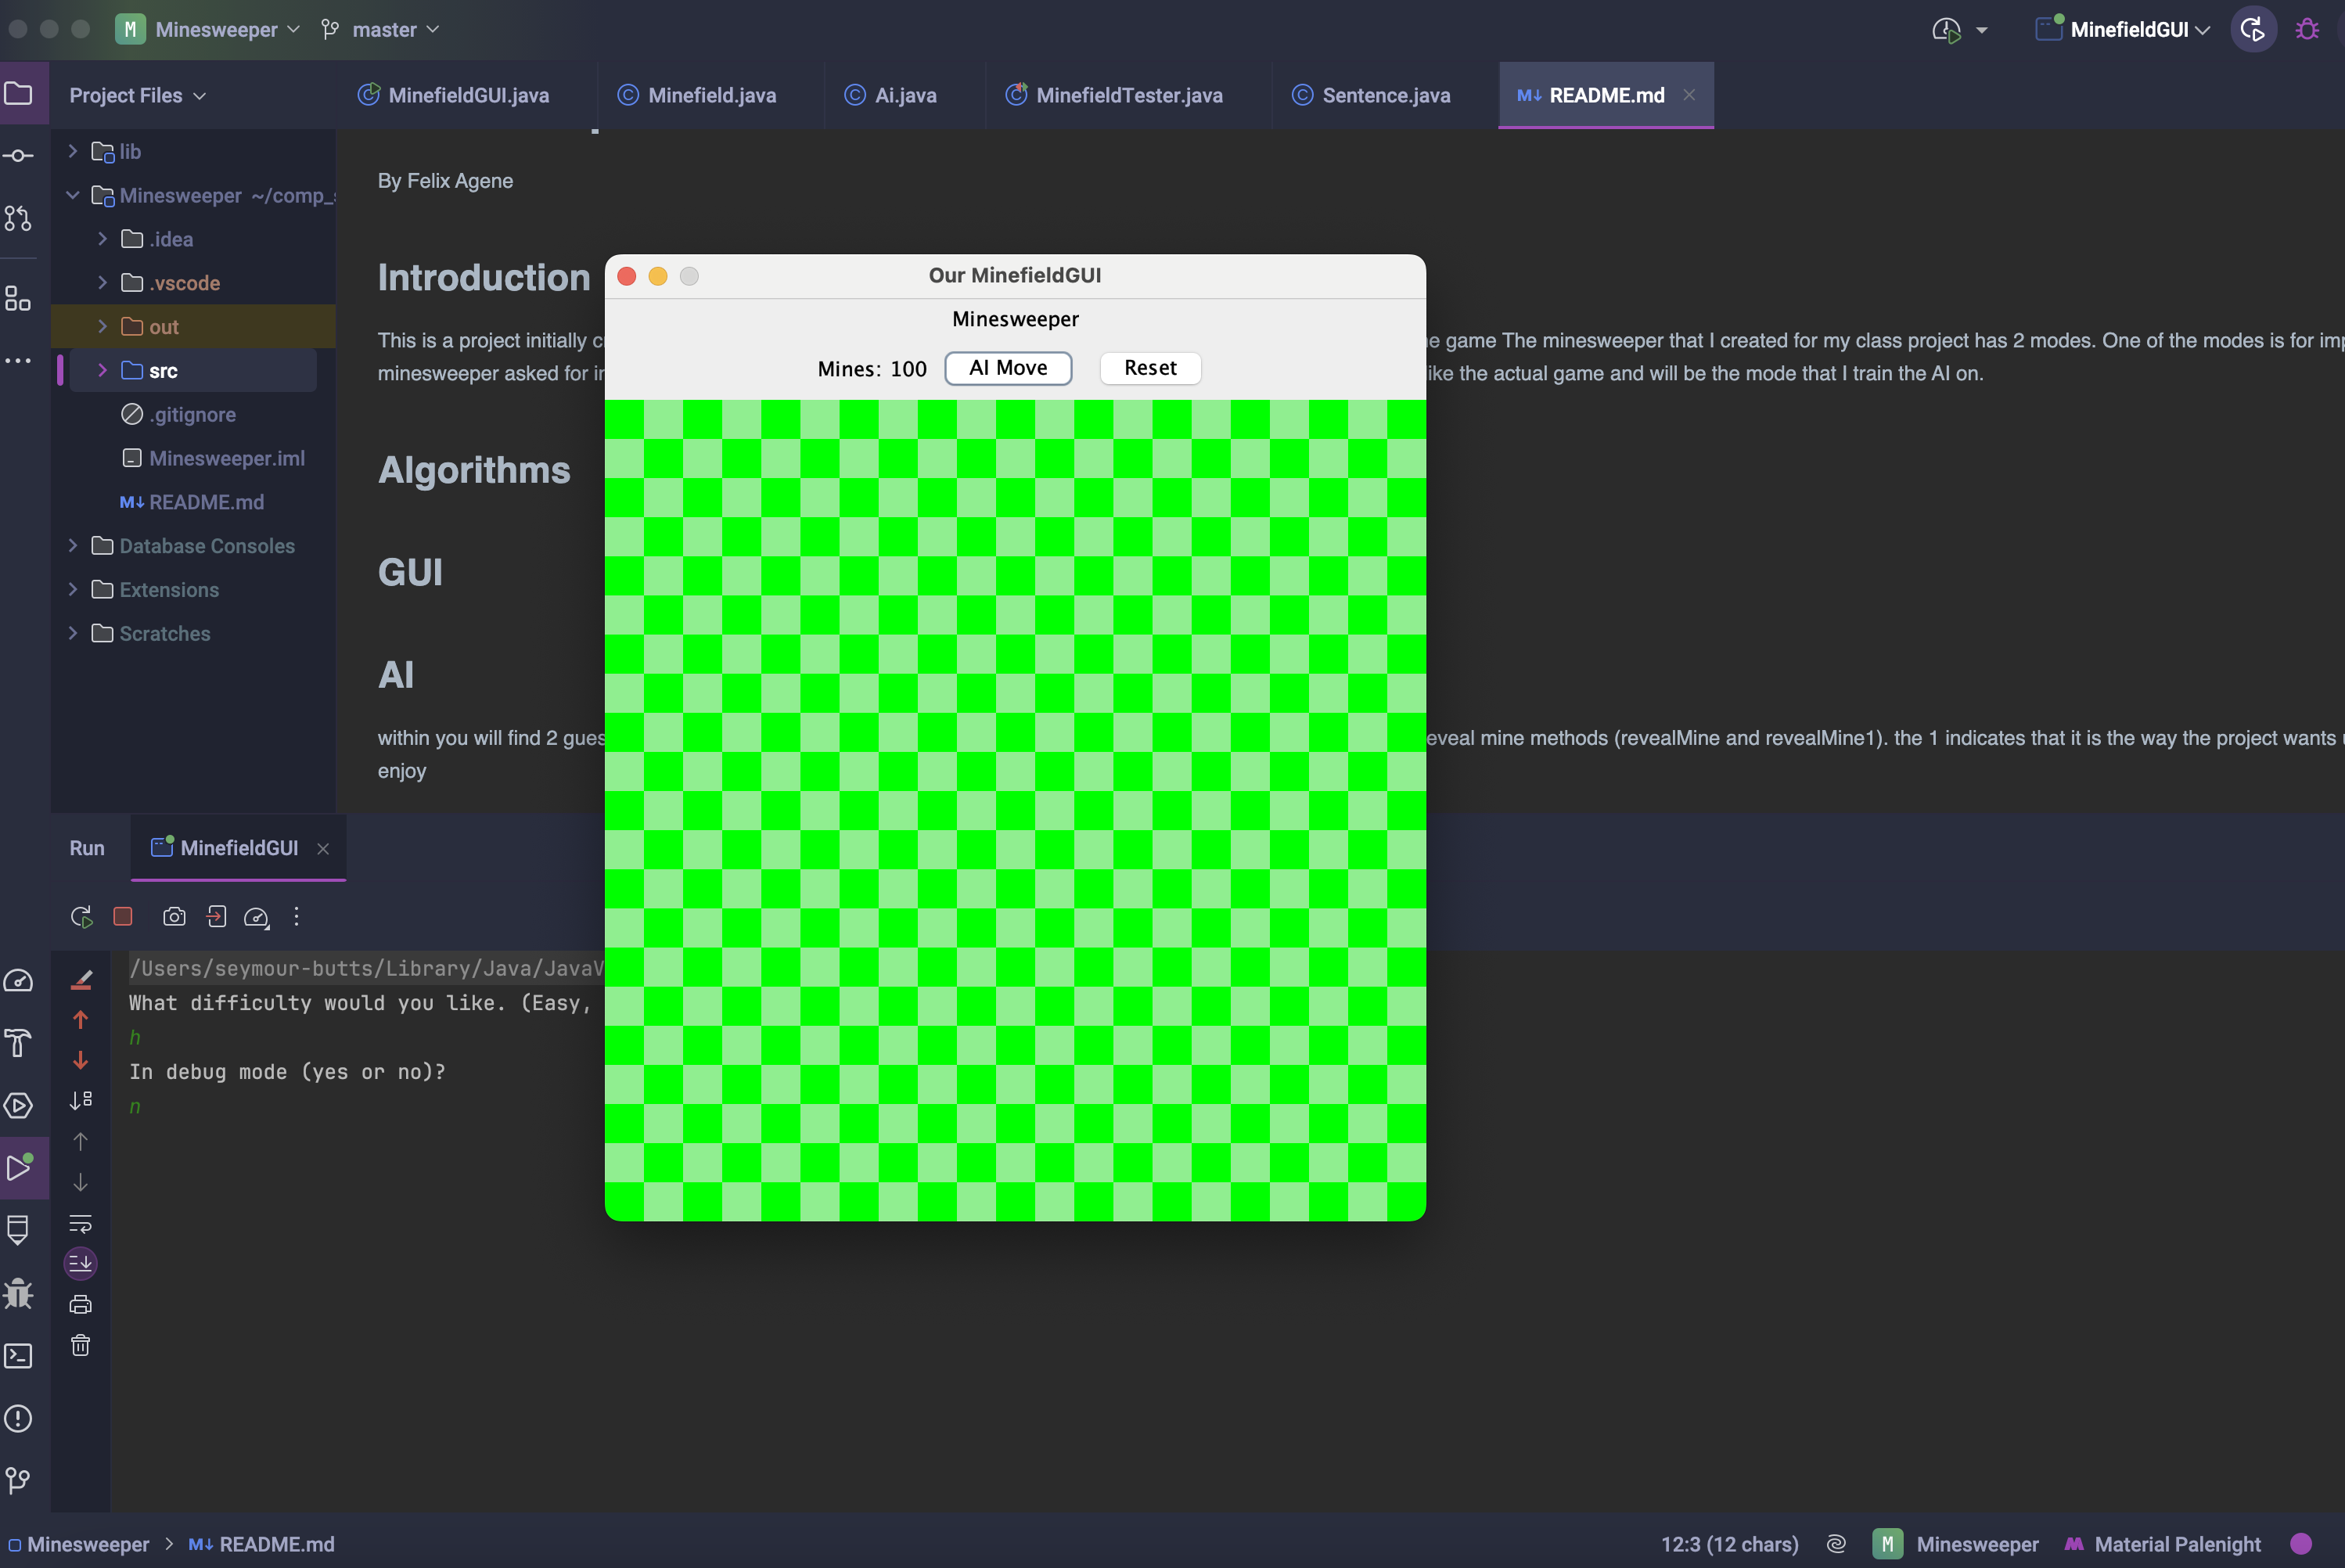 M Minesweeper master MinefieldGUI
Project Files MinefieldGUI.java Minefield.java Ai.java MinefieldTester.java Sentence.java M↓ README.md
lib
Minesweeper ~/comp_
.idea
.vscode
out
src
.gitignore
Minesweeper.iml
M↓ README.md
Database Consoles
Extensions
Scratches
By Felix Agene
Introduction
This is a project initially
e game The minesweeper that I created for my class project has 2 modes. One of the modes is for
minesweeper asked for
like the actual game and will be the mode that I train the AI on.
Algorithms
GUI
AI
within you will find 2
eveal mine methods (revealMine and revealMine1). the 1 indicates that it is the way the project wants
enjoy
Our MinefieldGUI
Minesweeper
Mines: 100 AI Move Reset
Run MinefieldGUI
/Users/seymour-butts/Library/Java/JavaV
What difficulty would you like. (Easy,
h
In debug mode (yes or no)?
n
Minesweeper > M↓ README.md 12:3 (12 chars) M Minesweeper Material Palenight